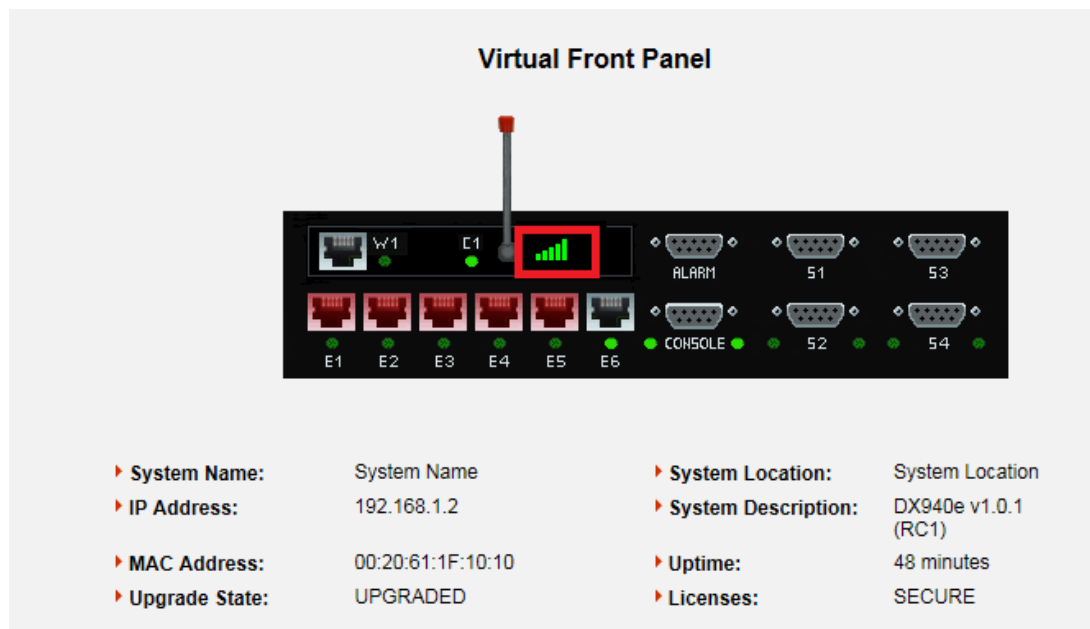 Virtual Front Panel
W1
C1
ALARM
S1
S3
E1
E2
E3
E4
E5
E6
CONSOLE
S2
S4
System Name: System Name
System Location: System Location
IP Address: 192.168.1.2
System Description: DX940e v1.0.1
(RC1)
MAC Address: 00:20:61:1F:10:10
Uptime: 48 minutes
Upgrade State: UPGRADED
Licenses: SECURE